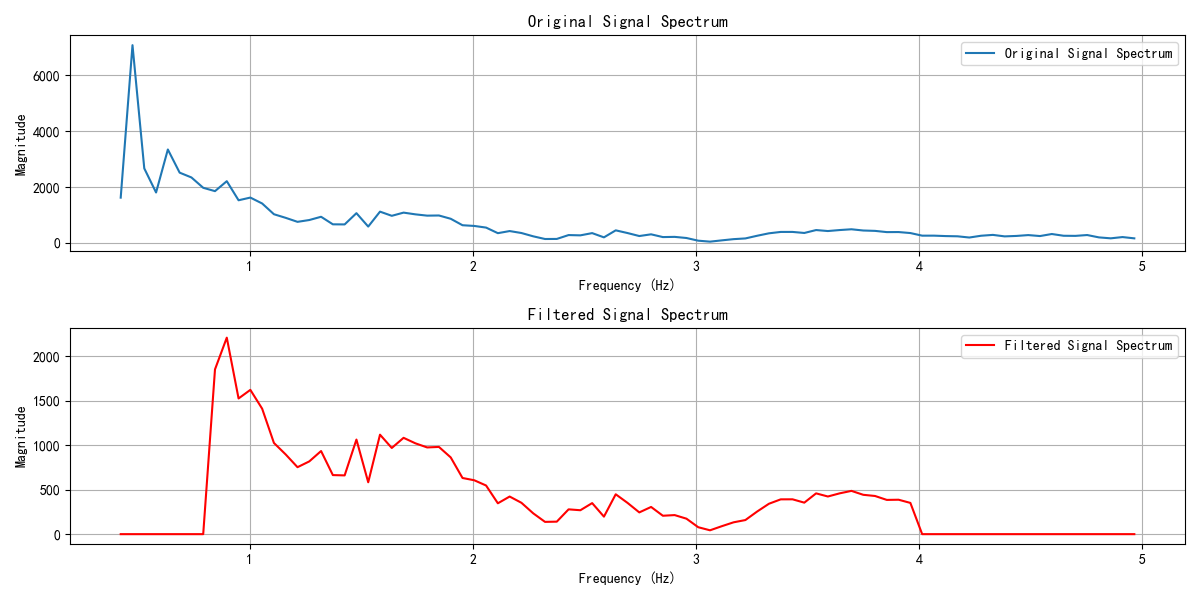 Original Signal Spectrum
Original Signal Spectrum
Magnitude
6000
4000
2000
0
1 2 3 4 5
Frequency (Hz)
Filtered Signal Spectrum
Filtered Signal Spectrum
Magnitude
2000
1500
1000
500
0
1 2 3 4 5
Frequency (Hz)